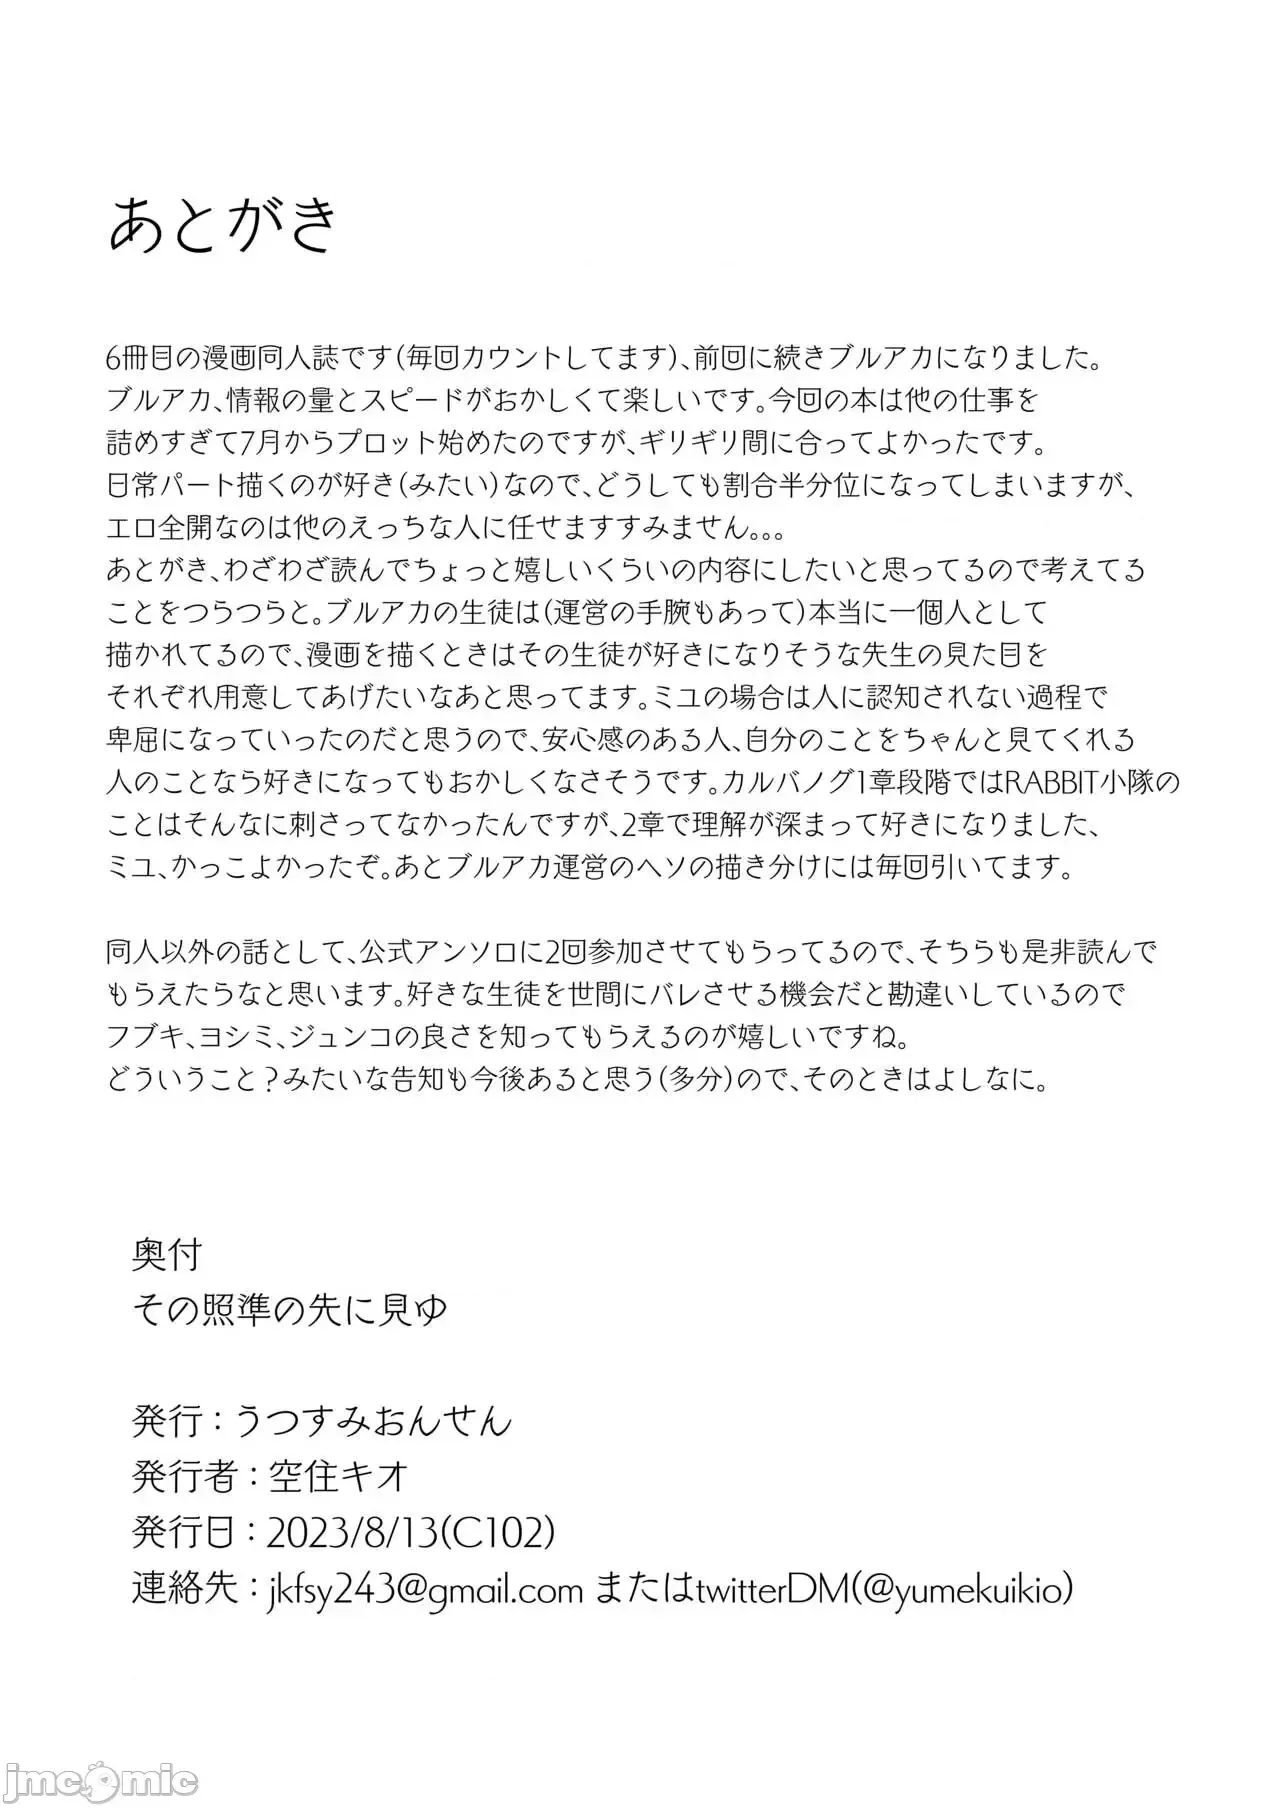 あとがき
6冊目の漫画同人誌です(毎回カウントしてます)、前回に続きブルアカになりました。
ブルアカ、情報の量とスピードがおかしくて楽しいです。今回の本は他の仕事を
詰めすぎて7月からプロット始めたのですが、ギリギリ間に合ってよかったです。
日常パート描くのが好き(みたい)なので、どうしても割合半分位になってしまいますが、
エロ全開なのは他のえっちな人に任せますすみません。。。
あとがき、わざわざ読んでちょっと嬉しいくらいの内容にしたいと思ってるので考えてる
ことをつらつらと。ブルアカの生徒は(運営の手腕もあって)本当に一個人として
描かれてるので、漫画を描くときはその生徒が好きになりそうな先生の見た目を
それぞれ用意してあげたいなあと思ってます。ミユの場合は人に認知されない過程で
卑屈になっていったのだと思うので、安心感のある人、自分のことをちゃんと見てくれる
人のことなら好きになってもおかしくなさそうです。カルバノグ1章段階ではRABBIT小隊の
ことはそんなに刺さってなかったんですが、2章で理解が深まって好きになりました、
ミユ、かっこよかったぞ。あとブルアカ運営のヘソの描き分けには毎回引いてます。
同人以外の話として、公式アンソロに2回参加させてもらってるので、そちらも是非読んで
もらえたらなと思います。好きな生徒を世間にバレさせる機会だと勘違いしているので
フブキ、ヨシミ、ジュンコの良さを知ってもらえるのが嬉しいですね。
どういうこと?みたいな告知も今後あると思う(多分)ので、そのときはよしなに。
奥付
その照準の先に見ゆ
発行:うつすみおんせん
発行者:空住キオ
発行日:2023/8/13(C102)
連絡先:jkfsy243@gmail.com またはtwitterDM(@yumekuikio)
jmcomic